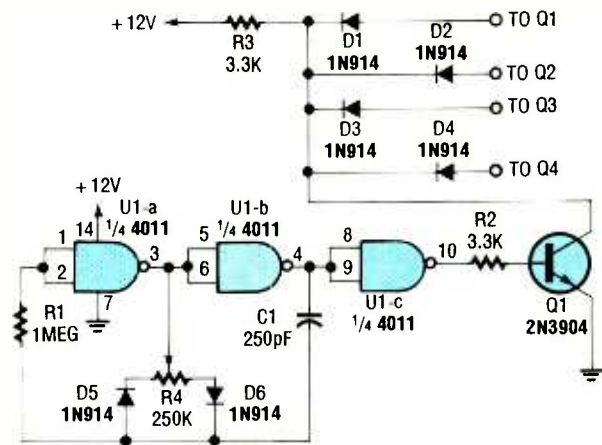 + 12V
R3
3.3K
D1
1N914
TO Q1
D2
1N914
TO Q2
TO Q3
D3
1N914
D4
1N914
TO Q4
+ 12V
U1-a
1/4 4011
14
1
2
3
7
U1-b
1/4 4011
5
6
4
8
9
10
U1-c
1/4 4011
R2
3.3K
Q1
2N3904
R1
1MEG
C1
250pF
D5
1N914
R4
250K
D6
1N914